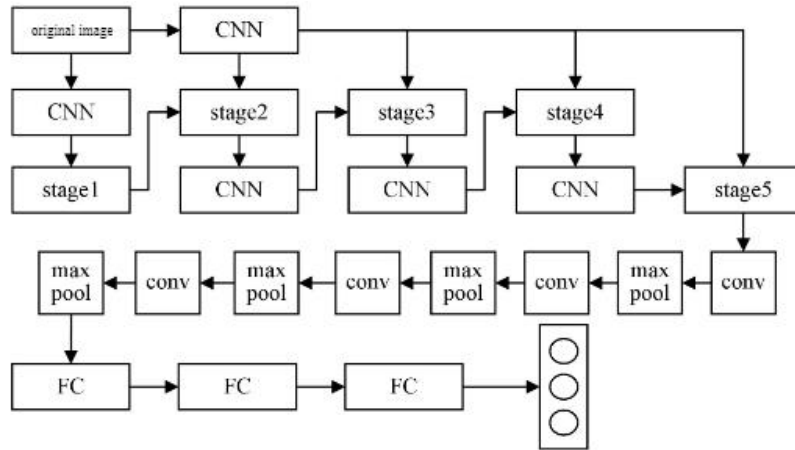 original image
CNN
CNN
stage2
stage3
stage4
stage1
CNN
CNN
CNN
stage5
max
pool
conv
max
pool
conv
max
pool
conv
max
pool
conv
FC
FC
FC